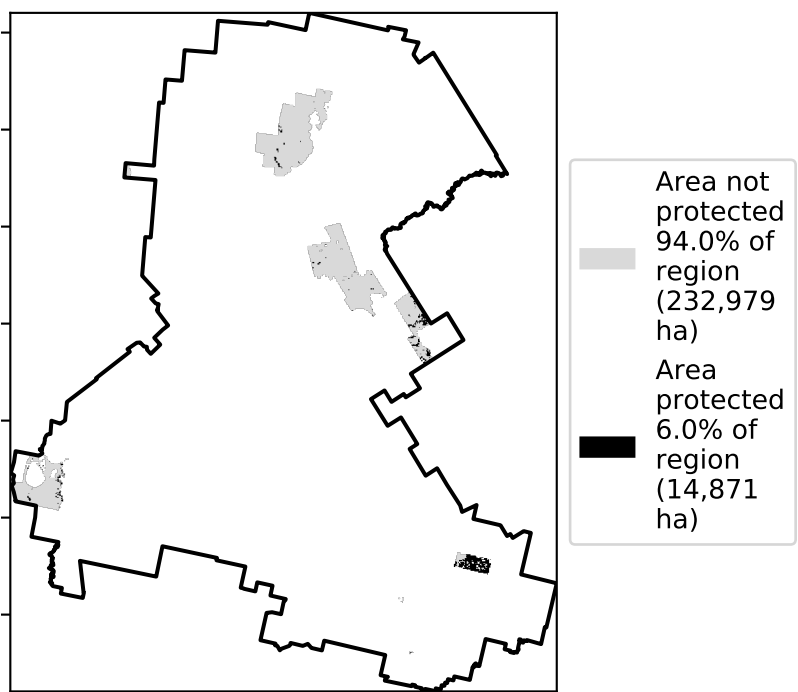 Area not
protected
94.0% of
region
(232,979
ha)
Area
protected
6.0% of
region
(14,871
ha)